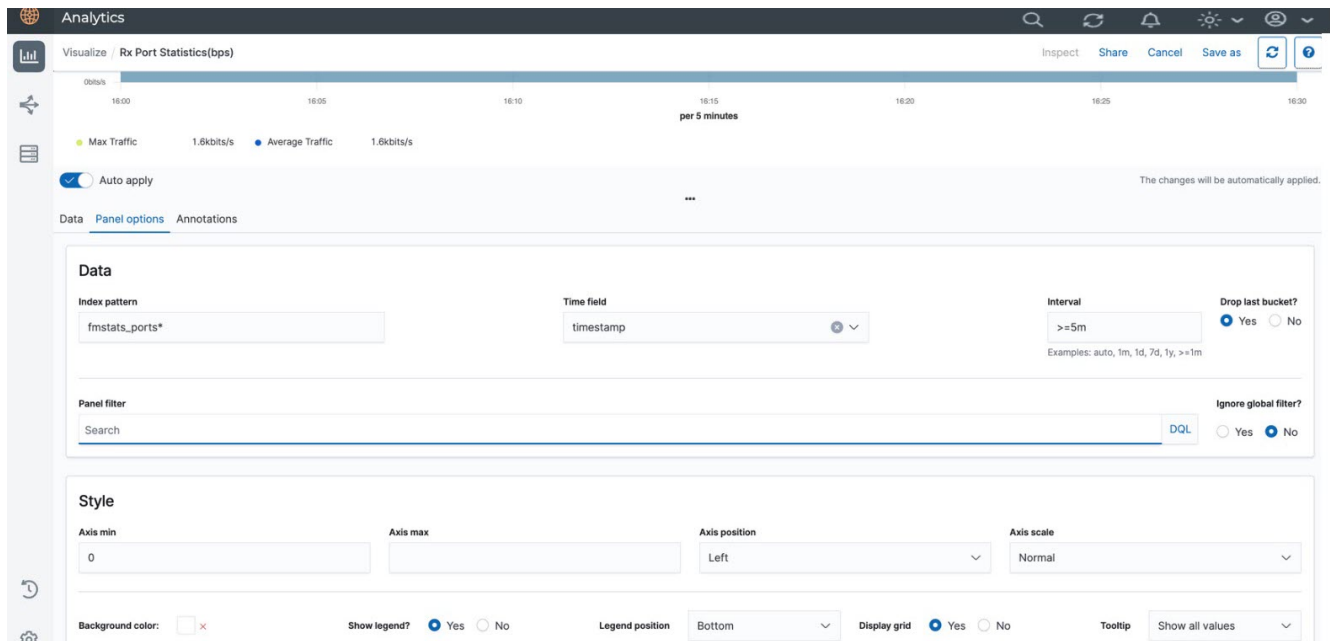 Analytics
Visualize / Rx Port Statistics(bps)
Inspect Share Cancel Save as
0bits/s
16:00 16:05 16:10 16:15 16:20 16:25 16:30
per 5 minutes
Max Traffic 1.6kbits/s Average Traffic 1.6kbits/s
Auto apply
The changes will be automatically applied.
Data Panel options Annotations
Data
Index pattern Time field Interval Drop last bucket?
fmstats_ports* timestamp >=5m Yes No
Examples: auto, 1m, 1d, 7d, 1y, >=1m
Panel filter Ignore global filter?
Search DQL Yes No
Style
Axis min Axis max Axis position Axis scale
0 Left Normal
Background color: Show legend? Yes No Legend position Bottom Display grid Yes No Tooltip Show all values